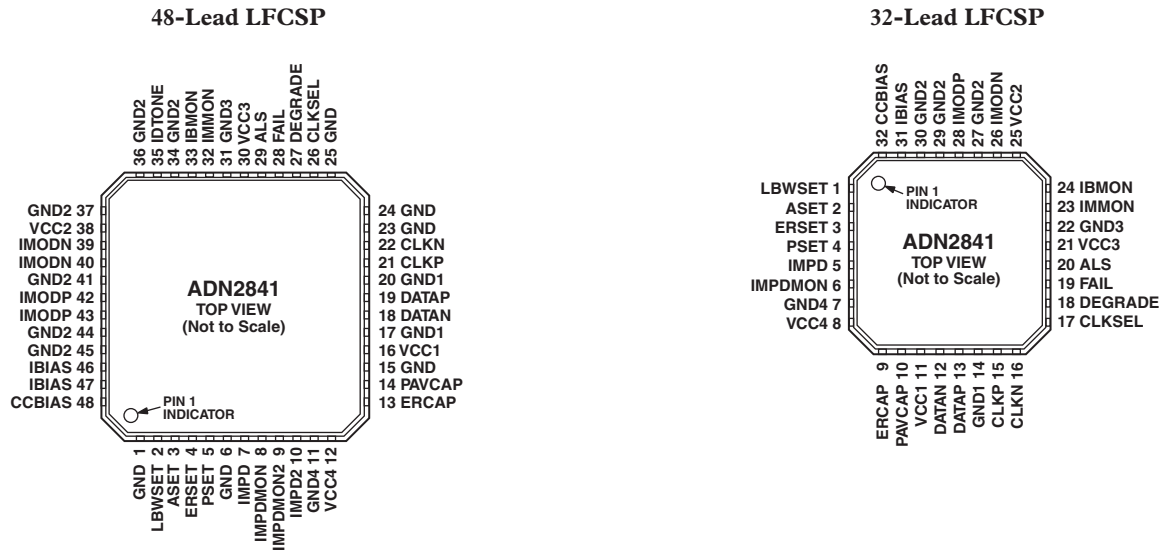 48-Lead LFCSP
36 GND2
35 IDTONE
34 GND2
33 IBMON
32 IMMON
31 GND3
30 VCC3
29 ALS
28 FAIL
27 DEGRADE
26 CLKSEL
25 GND
GND2 37
VCC2 38
IMODN 39
IMODN 40
GND2 41
IMODP 42
IMODP 43
GND2 44
GND2 45
IBIAS 46
IBIAS 47
CCBIAS 48
ADN2841
TOP VIEW
(Not to Scale)
PIN 1
INDICATOR
24 GND
23 GND
22 CLKN
21 CLKP
20 GND1
19 DATAP
18 DATAN
17 GND1
16 VCC1
15 GND
14 PAVCAP
13 ERCAP
GND 1
LBWSET 2
ASET 3
ERSET 4
PSET 5
GND 6
IMPD 7
IMPDMON 8
IMPDMON2 9
IMPD2 10
GND4 11
VCC4 12
32-Lead LFCSP
32 CCBIAS
31 IBIAS
30 GND2
29 GND2
28 IMODP
27 GND2
26 IMODN
25 VCC2
LBWSET 1
ASET 2
ERSET 3
PSET 4
IMPD 5
IMPDMON 6
GND4 7
VCC4 8
PIN 1
INDICATOR
ADN2841
TOP VIEW
(Not to Scale)
24 IBMON
23 IMMON
22 GND3
21 VCC3
20 ALS
19 FAIL
18 DEGRADE
17 CLKSEL
ERCAP 9
PAVCAP 10
VCC1 11
DATAN 12
DATAP 13
GND1 14
CLKP 15
CLKN 16